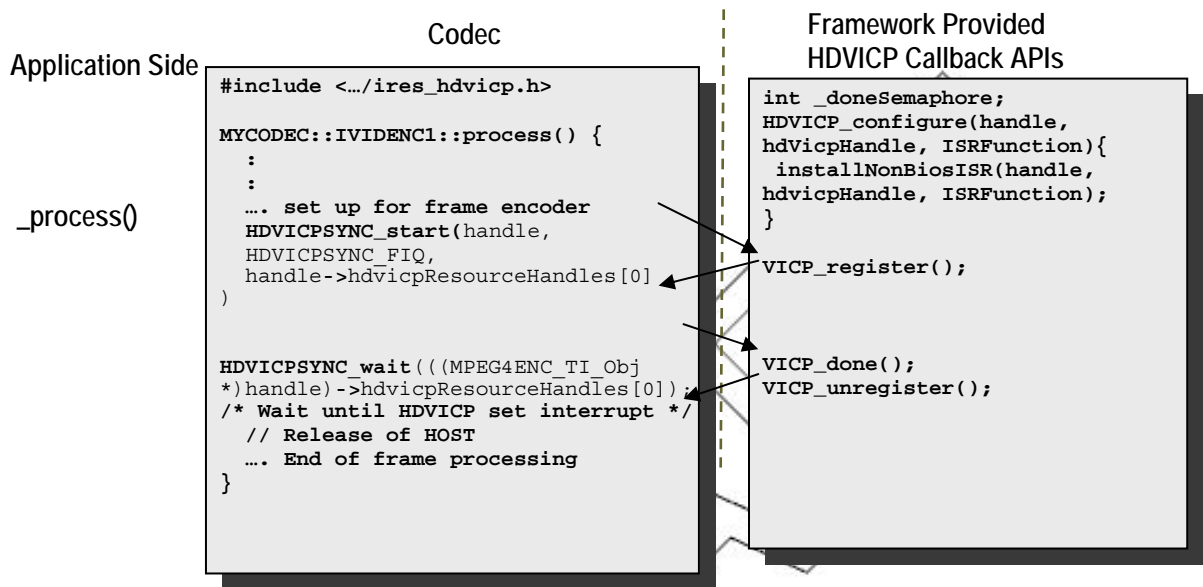 Application Side
_process()
Codec
#include <…/ires_hdvicp.h>
MYCODEC::IVIDENC1::process() {
:
:
…. set up for frame encoder
HDVICPSYNC_start(handle,
HDVICPSYNC_FIQ,
handle->hdvicpResourceHandles[0]
)
HDVICPSYNC_wait(((MPEG4ENC_TI_Obj
*)handle)->hdvicpResourceHandles[0]);
/* Wait until HDVICP set interrupt */
// Release of HOST
…. End of frame processing
}
Framework Provided
HDVICP Callback APIs
int _doneSemaphore;
HDVICP_configure(handle,
hdVicpHandle, ISRFunction){
installNonBiosISR(handle,
hdvicpHandle, ISRFunction);
}
VICP_register();
VICP_done();
VICP_unregister();